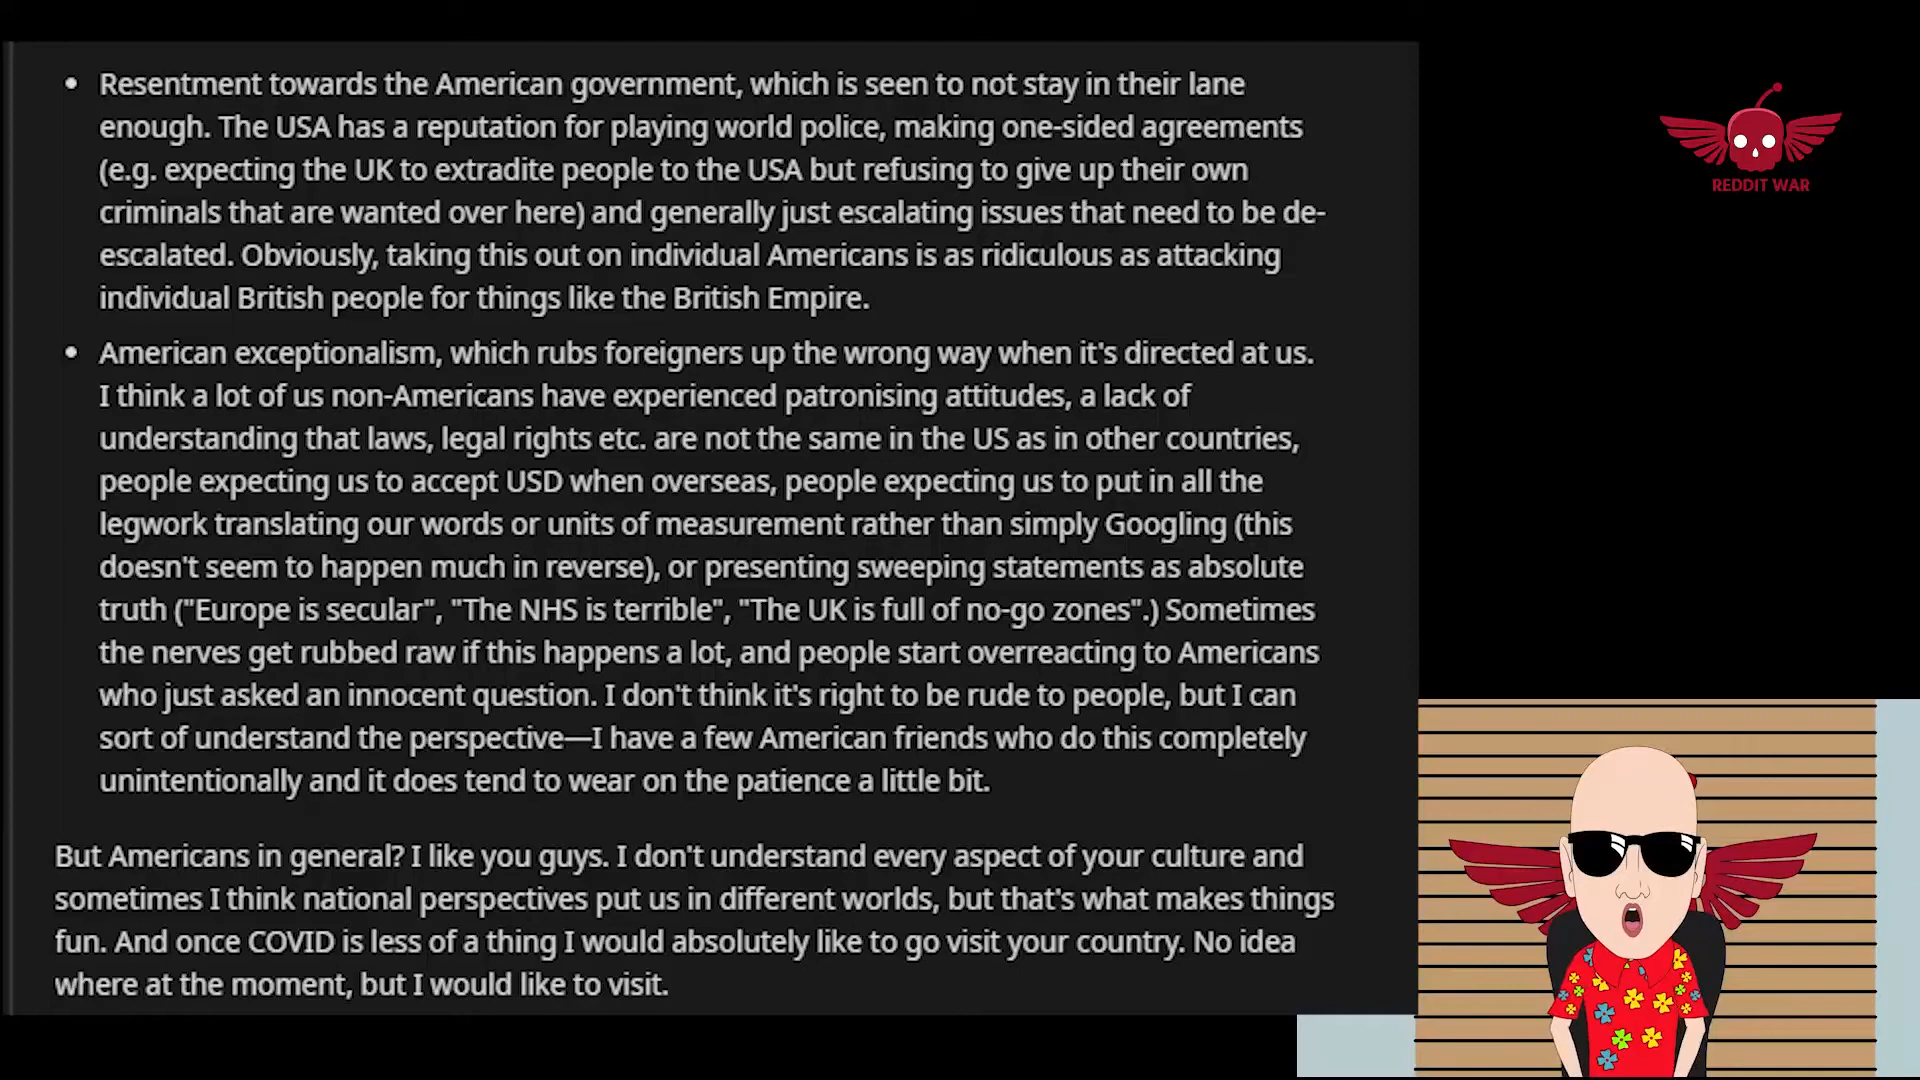 • Resentment towards the American government, which is seen to not stay in their lane
enough. The USA has a reputation for playing world police, making one-sided agreements
(e.g. expecting the UK to extradite people to the USA but refusing to give up their own
criminals that are wanted over here) and generally just escalating issues that need to be de-
escalated. Obviously, taking this out on individual Americans is as ridiculous as attacking
individual British people for things like the British Empire.
• American exceptionalism, which rubs foreigners up the wrong way when it's directed at us.
I think a lot of us non-Americans have experienced patronising attitudes, a lack of
understanding that laws, legal rights etc. are not the same in the US as in other countries,
people expecting us to accept USD when overseas, people expecting us to put in all the
legwork translating our words or units of measurement rather than simply Googling (this
doesn't seem to happen much in reverse), or presenting sweeping statements as absolute
truth ("Europe is secular", "The NHS is terrible", "The UK is full of no-go zones".) Sometimes
the nerves get rubbed raw if this happens a lot, and people start overreacting to Americans
who just asked an innocent question. I don't think it's right to be rude to people, but I can
sort of understand the perspective—I have a few American friends who do this completely
unintentionally and it does tend to wear on the patience a little bit.
But Americans in general? I like you guys. I don't understand every aspect of your culture and
sometimes I think national perspectives put us in different worlds, but that's what makes things
fun. And once COVID is less of a thing I would absolutely like to go visit your country. No idea
where at the moment, but I would like to visit.
REDDIT WAR